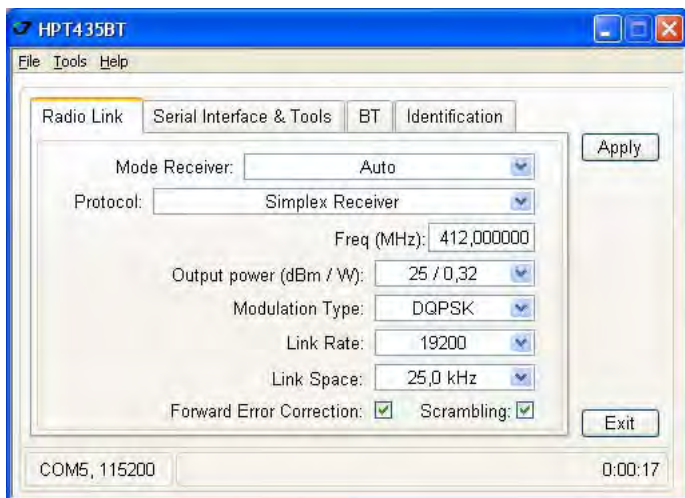 HPT435BT
File Tools Help
Radio Link Serial Interface & Tools BT Identification
Apply
Mode Receiver: Auto
Protocol: Simplex Receiver
Freq (MHz): 412,000000
Output power (dBm / W): 25 / 0,32
Modulation Type: DQPSK
Link Rate: 19200
Link Space: 25,0 kHz
Forward Error Correction: Scrambling:
Exit
COM5, 115200 0:00:17